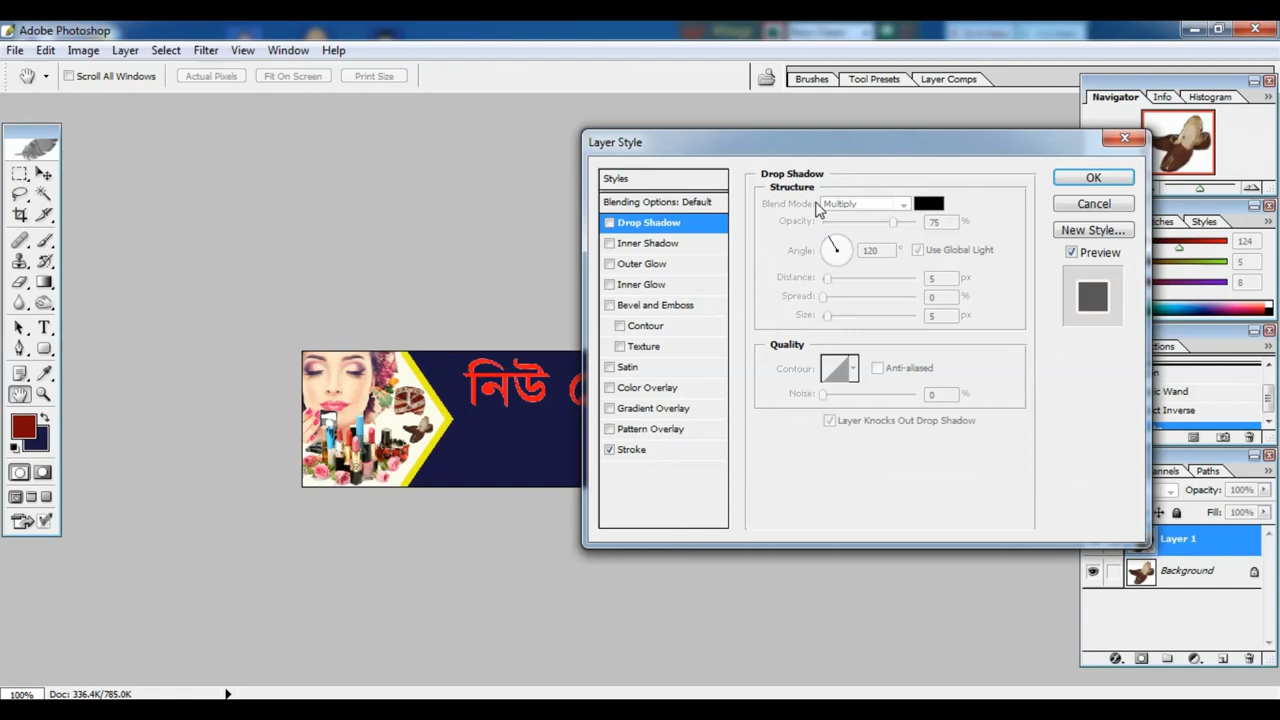 Adobe Photoshop
File Edit Image Layer Select Filter View Window Help
Scroll All Windows Actual Pixels Fit On Screen Print Size Brushes Tool Presets Layer Comps
Navigator Info Histogram
Layer Style
Styles
Blending Options: Default
Drop Shadow
Inner Shadow
Outer Glow
Inner Glow
Bevel and Emboss
Contour
Texture
Satin
Color Overlay
Gradient Overlay
Pattern Overlay
Stroke
Drop Shadow
Structure
Blend Mode: Multiply
Opacity: 75 %
Angle: 120 ° Use Global Light
Distance: 5 px
Spread: 0 %
Size: 5 px
Quality
Contour: Anti-aliased
Noise: 0 %
Layer Knocks Out Drop Shadow
OK
Cancel
New Style...
Preview
Styles
124
5
8
নিউ
Paths
Opacity: 100%
Fill: 100%
Layer 1
Background
100% Doc: 336.4K/785.0K